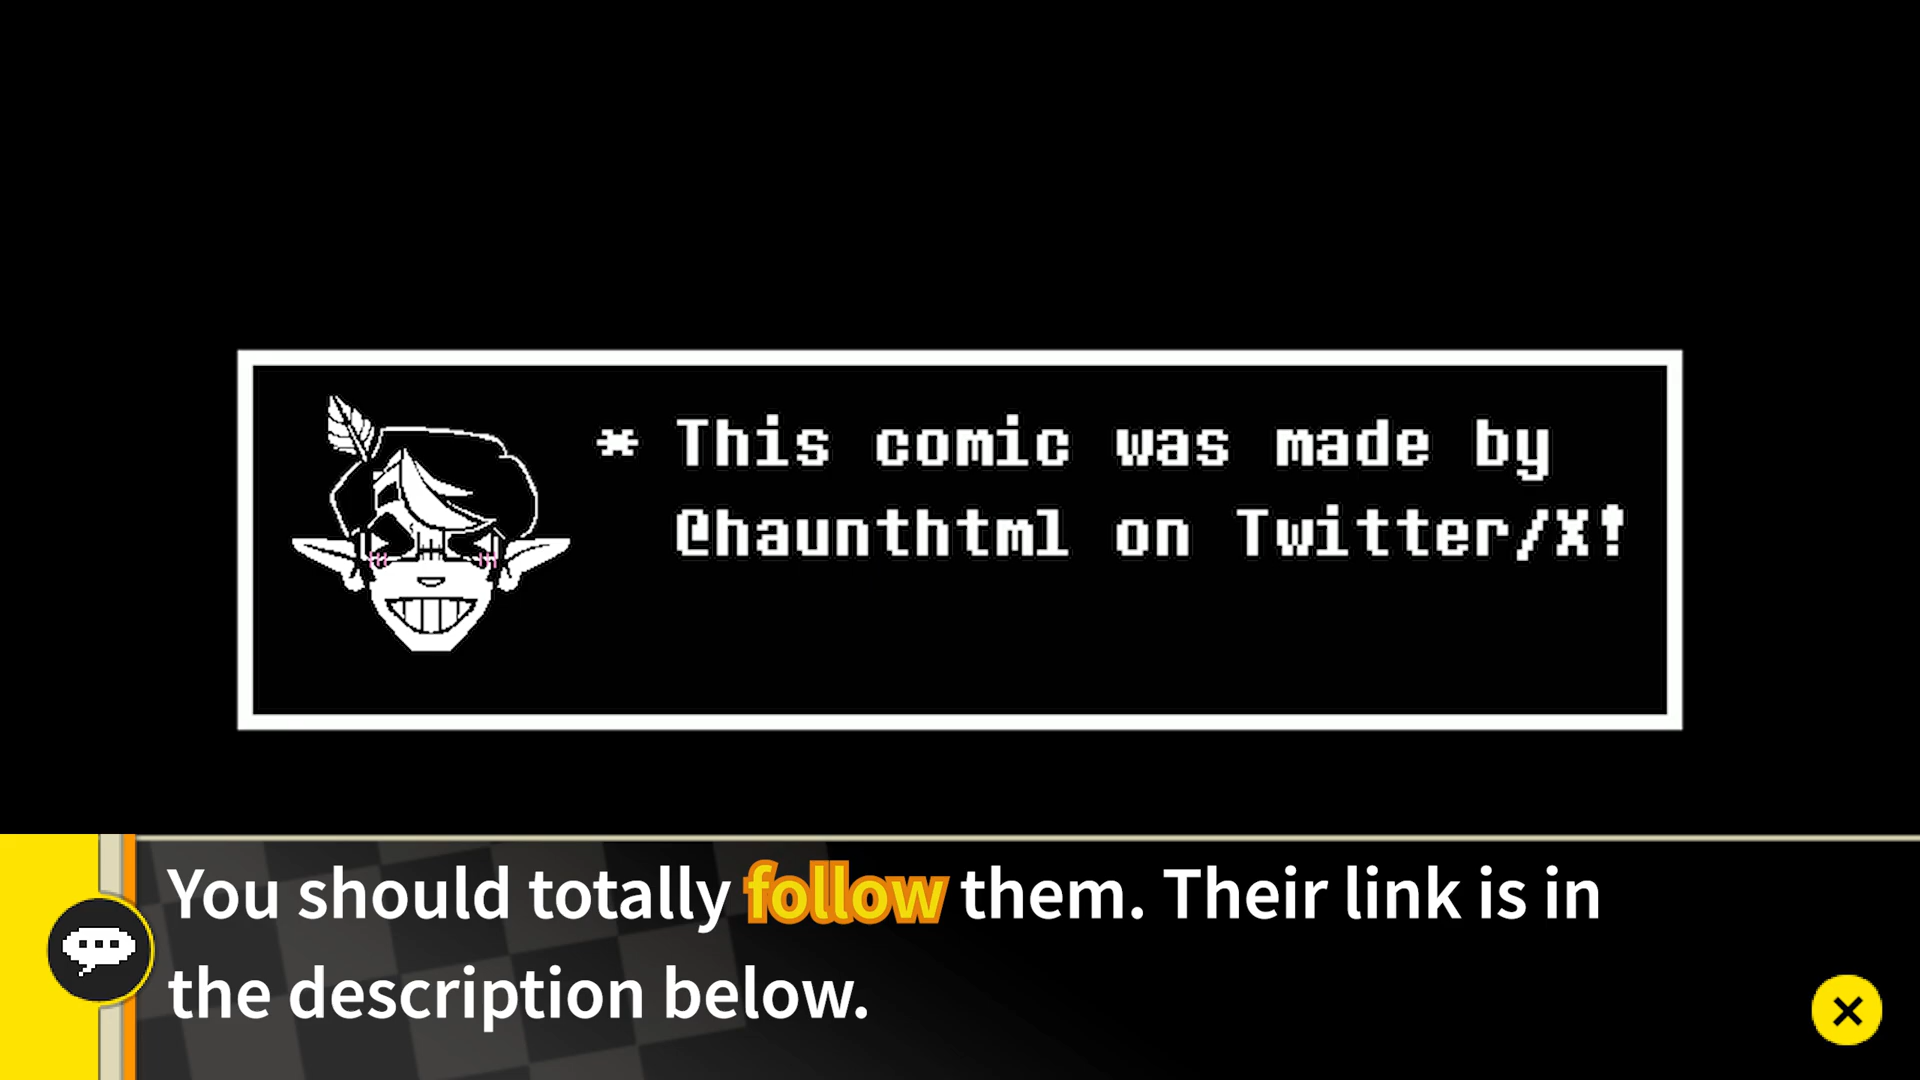 * This comic was made by
@haunthtml on Twitter/X!
You should totally follow them. Their link is in
the description below.